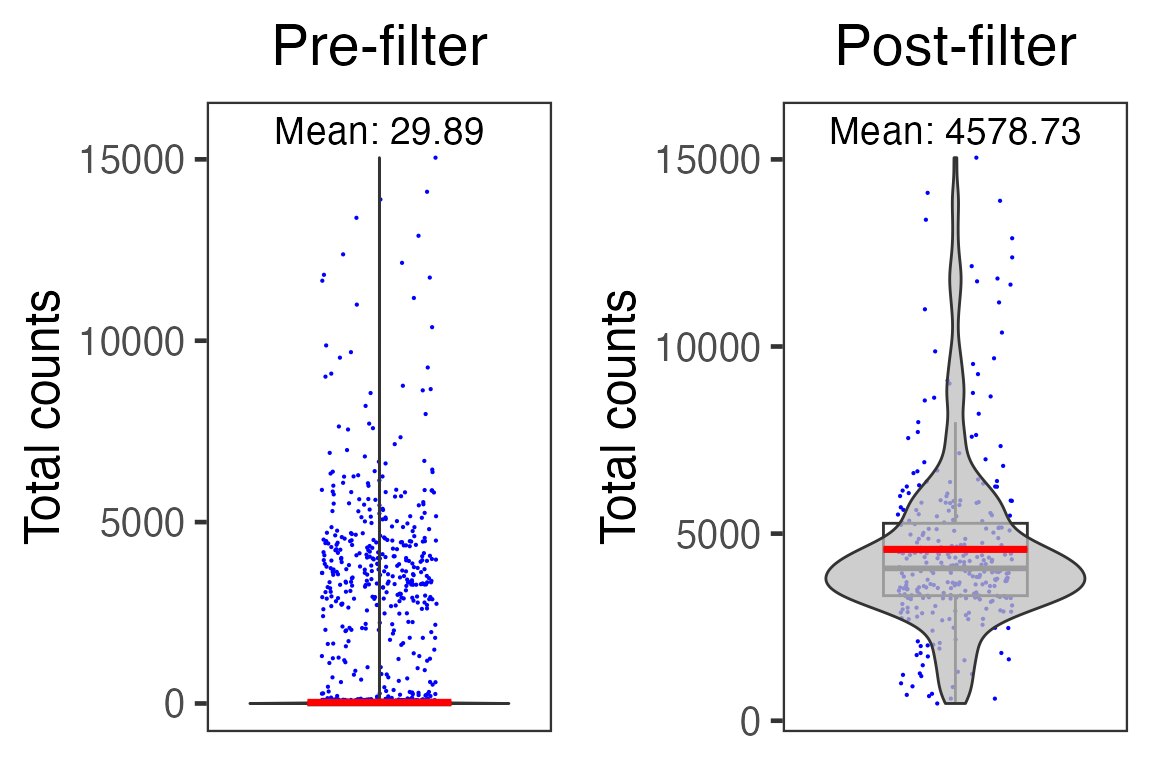 Pre-filter
Mean: 29.89
Total counts
15000
10000
5000
0
Post-filter
Mean: 4578.73
Total counts
15000
10000
5000
0